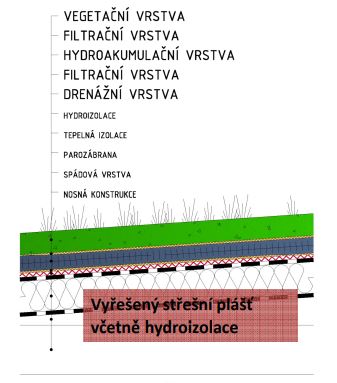 VEGETAČNÍ VRSTVA
FILTRAČNÍ VRSTVA
HYDROAKUMULAČNÍ VRSTVA
FILTRAČNÍ VRSTVA
DRENÁŽNÍ VRSTVA
HYDROIZOLACE
TEPELNÁ IZOLACE
PAROZÁBRANA
SPÁDOVÁ VRSTVA
NOSNÁ KONSTRUKCE
Vyřešený střešní plášť
včetně hydroizolace